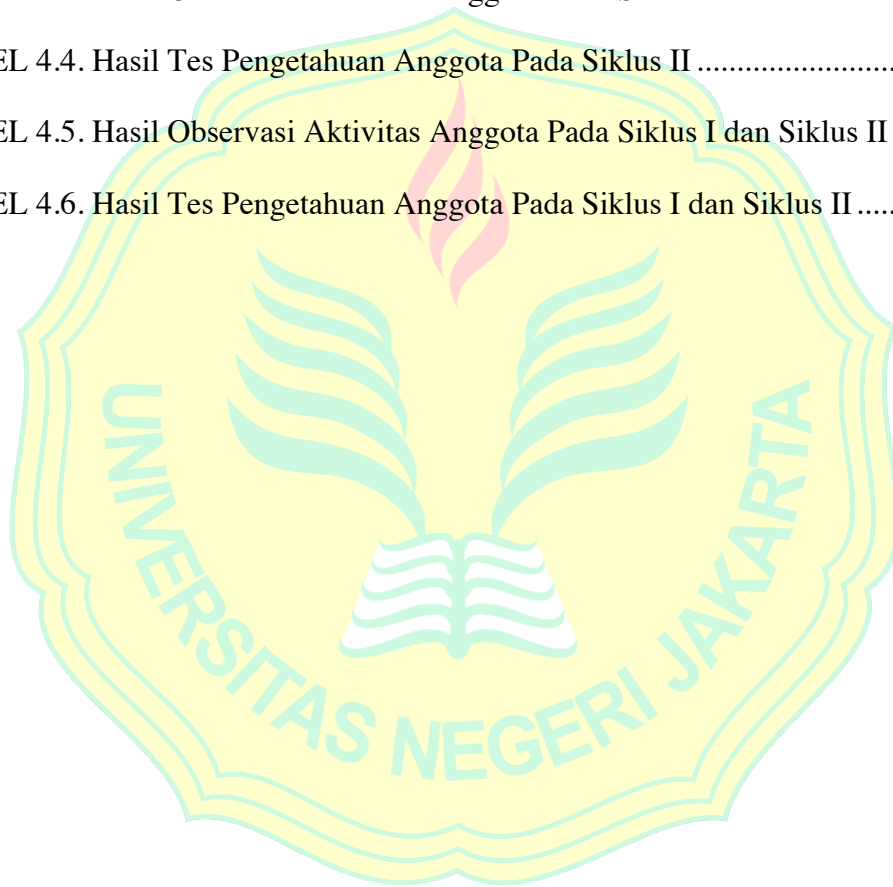 EL 4.4. Hasil Tes Pengetahuan Anggota Pada Siklus II ........................
EL 4.5. Hasil Observasi Aktivitas Anggota Pada Siklus I dan Siklus II
EL 4.6. Hasil Tes Pengetahuan Anggota Pada Siklus I dan Siklus II .....
UNIVERSITAS NEGERI JAKARTA